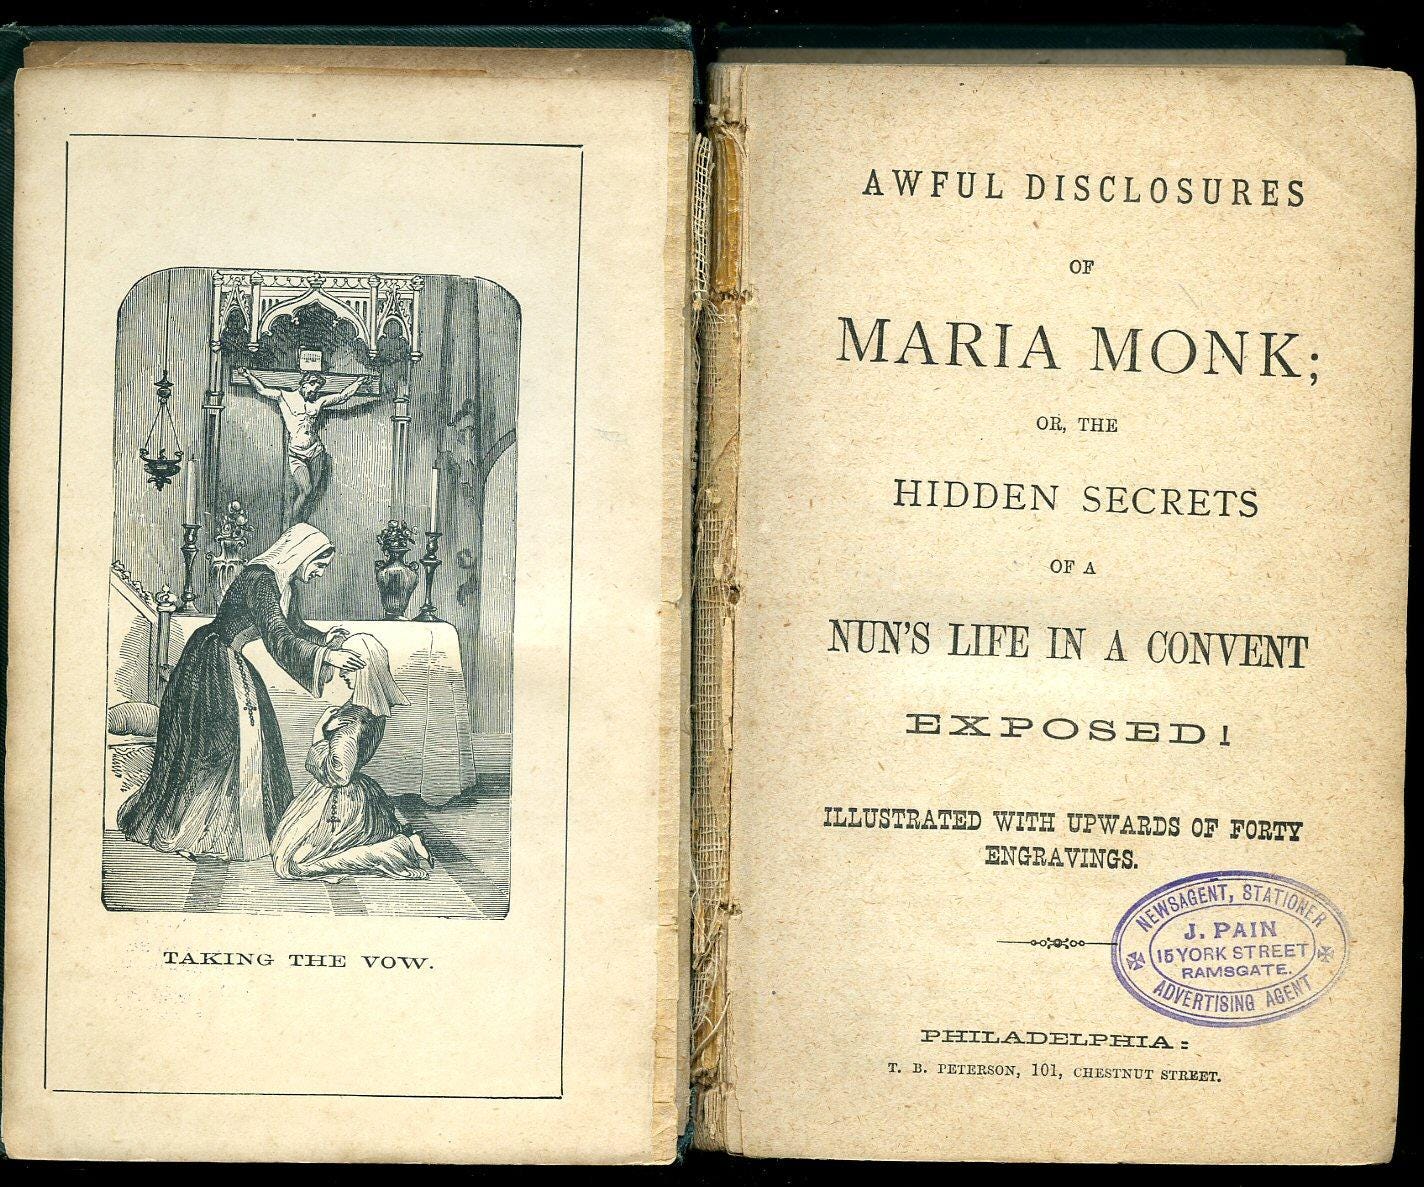 TAKING THE VOW.
AWFUL DISCLOSURES
OF
MARIA MONK;
OR, THE
HIDDEN SECRETS
OF A
NUN'S LIFE IN A CONVENT
EXPOSED!
ILLUSTRATED WITH UPWARDS OF FORTY
ENGRAVINGS.
NEWSAGENT, STATIONER
J. PAIN
15 YORK STREET
RAMSGATE.
ADVERTISING AGENT
PHILADELPHIA:
T. B. PETERSON, 101, CHESTNUT STREET.